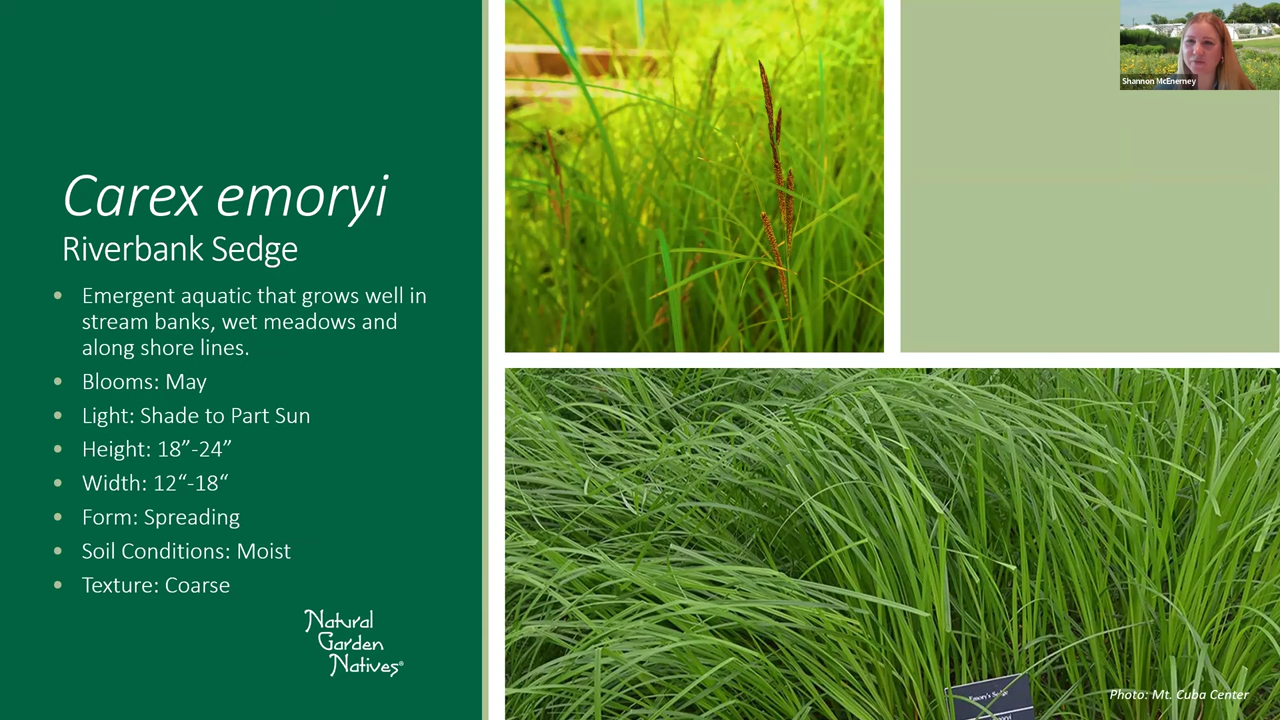 Carex emoryi
Riverbank Sedge
• Emergent aquatic that grows well in
stream banks, wet meadows and
along shore lines.
• Blooms: May
• Light: Shade to Part Sun
• Height: 18”-24”
• Width: 12“-18“
• Form: Spreading
• Soil Conditions: Moist
• Texture: Coarse
Natural
Garden
Natives®
Shannon McEnerney
Emory's Sedge
Photo: Mt. Cuba Center